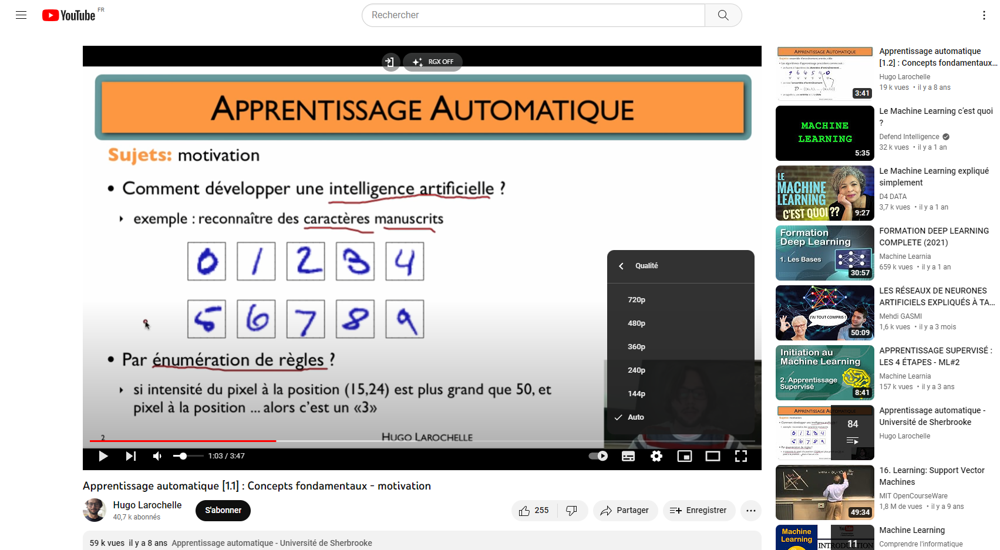 YouTube FR
Rechercher
RGX OFF
APPRENTISSAGE AUTOMATIQUE
Sujets: motivation
• Comment développer une intelligence artificielle ?
‣ exemple : reconnaître des caractères manuscrits
0 1 2 3 4
5 6 7 8 9
• Par énumération de règles ?
‣ si intensité du pixel à la position (15,24) est plus grand que 50, et
pixel à la position ... alors c'est un «3»
2
HUGO LAROCHELLE
Qualité
720p
480p
360p
240p
144p
Auto
1:03 / 3:47
Apprentissage automatique [1.1] : Concepts fondamentaux - motivation
Hugo Larochelle
40,7 k abonnés
S'abonner
255
Partager
Enregistrer
59 k vues il y a 8 ans Apprentissage automatique - Université de Sherbrooke
APPRENTISSAGE AUTOMATIQUE
3:41
Apprentissage automatique
[1.2] : Concepts fondamentaux...
Hugo Larochelle
19 k vues • il y a 8 ans
MACHINE
LEARNING
5:35
Le Machine Learning c'est quoi
?
Defend Intelligence
32 k vues • il y a 1 an
LE
MACHINE
LEARNING
C'EST QUOI ??
9:27
Le Machine Learning expliqué
simplement
D4 DATA
3,7 k vues • il y a 1 an
Formation
Deep Learning
1. Les Bases
30:57
FORMATION DEEP LEARNING
COMPLETE (2021)
Machine Learnia
659 k vues • il y a 1 an
J'AI TOUT COMPRIS !
50:09
LES RÉSEAUX DE NEURONES
ARTIFICIELS EXPLIQUÉS À TA...
Mehdi GASMI
1,6 k vues • il y a 3 mois
Initiation au
Machine Learning
2. Apprentissage
Supervisé
8:41
APPRENTISSAGE SUPERVISÉ :
LES 4 ÉTAPES - ML#2
Machine Learnia
157 k vues • il y a 3 ans
84
Apprentissage automatique -
Université de Sherbrooke
Hugo Larochelle
49:34
16. Learning: Support Vector
Machines
MIT OpenCourseWare
1,8 M de vues • il y a 9 ans
Machine
Learning
INTRODUCTION
11
Machine Learning
Comprendre l'informatique